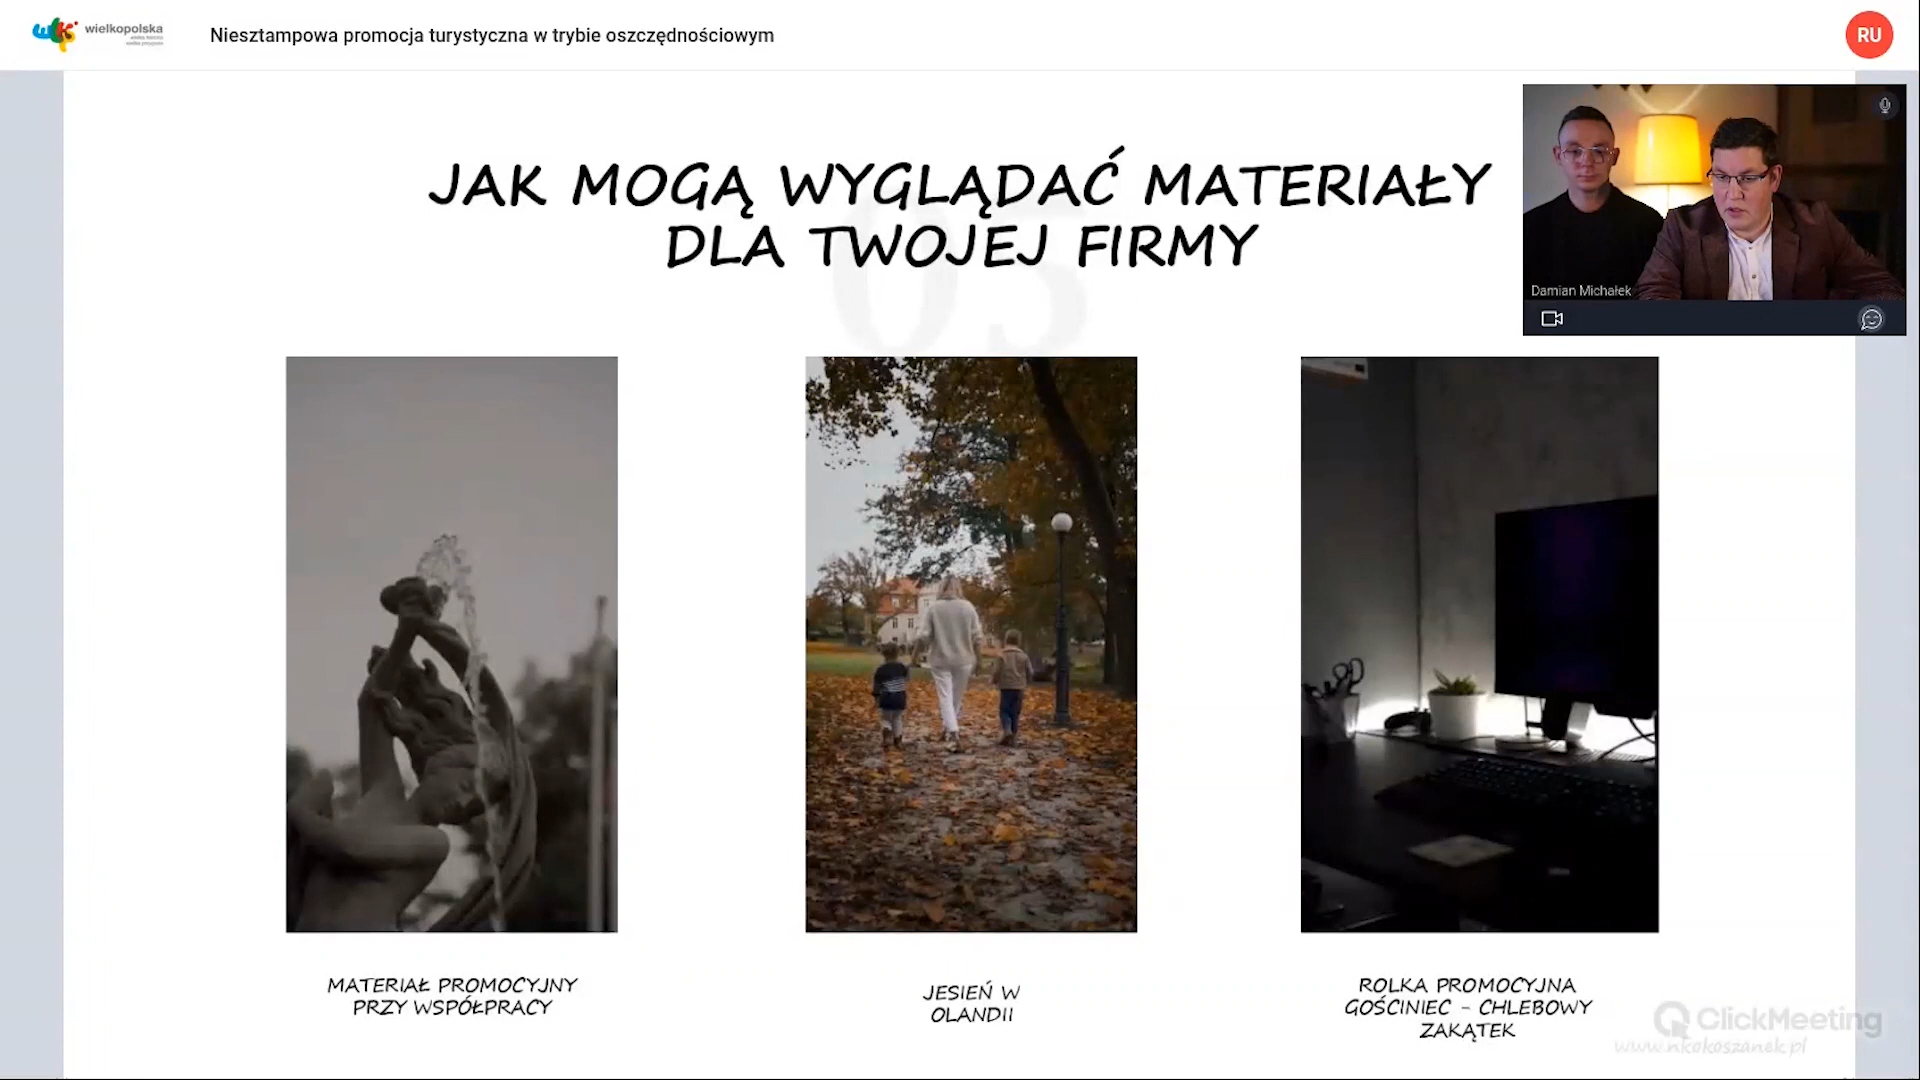 wielkopolska
Niesztampowa promocja turystyczna w trybie oszczędnościowym
RU
JAK MOGĄ WYGLĄDAĆ MATERIAŁY
DLA TWOJEJ FIRMY
05
Damian Michałek
MATERIAŁ PROMOCYJNY
PRZY WSPÓŁPRACY
JESIEŃ W
OLANDII
ROLKA PROMOCYJNA
GOŚCINIEC - CHLEBOWY
ZAKĄTEK
ClickMeeting
www.nkokoszanek.pl